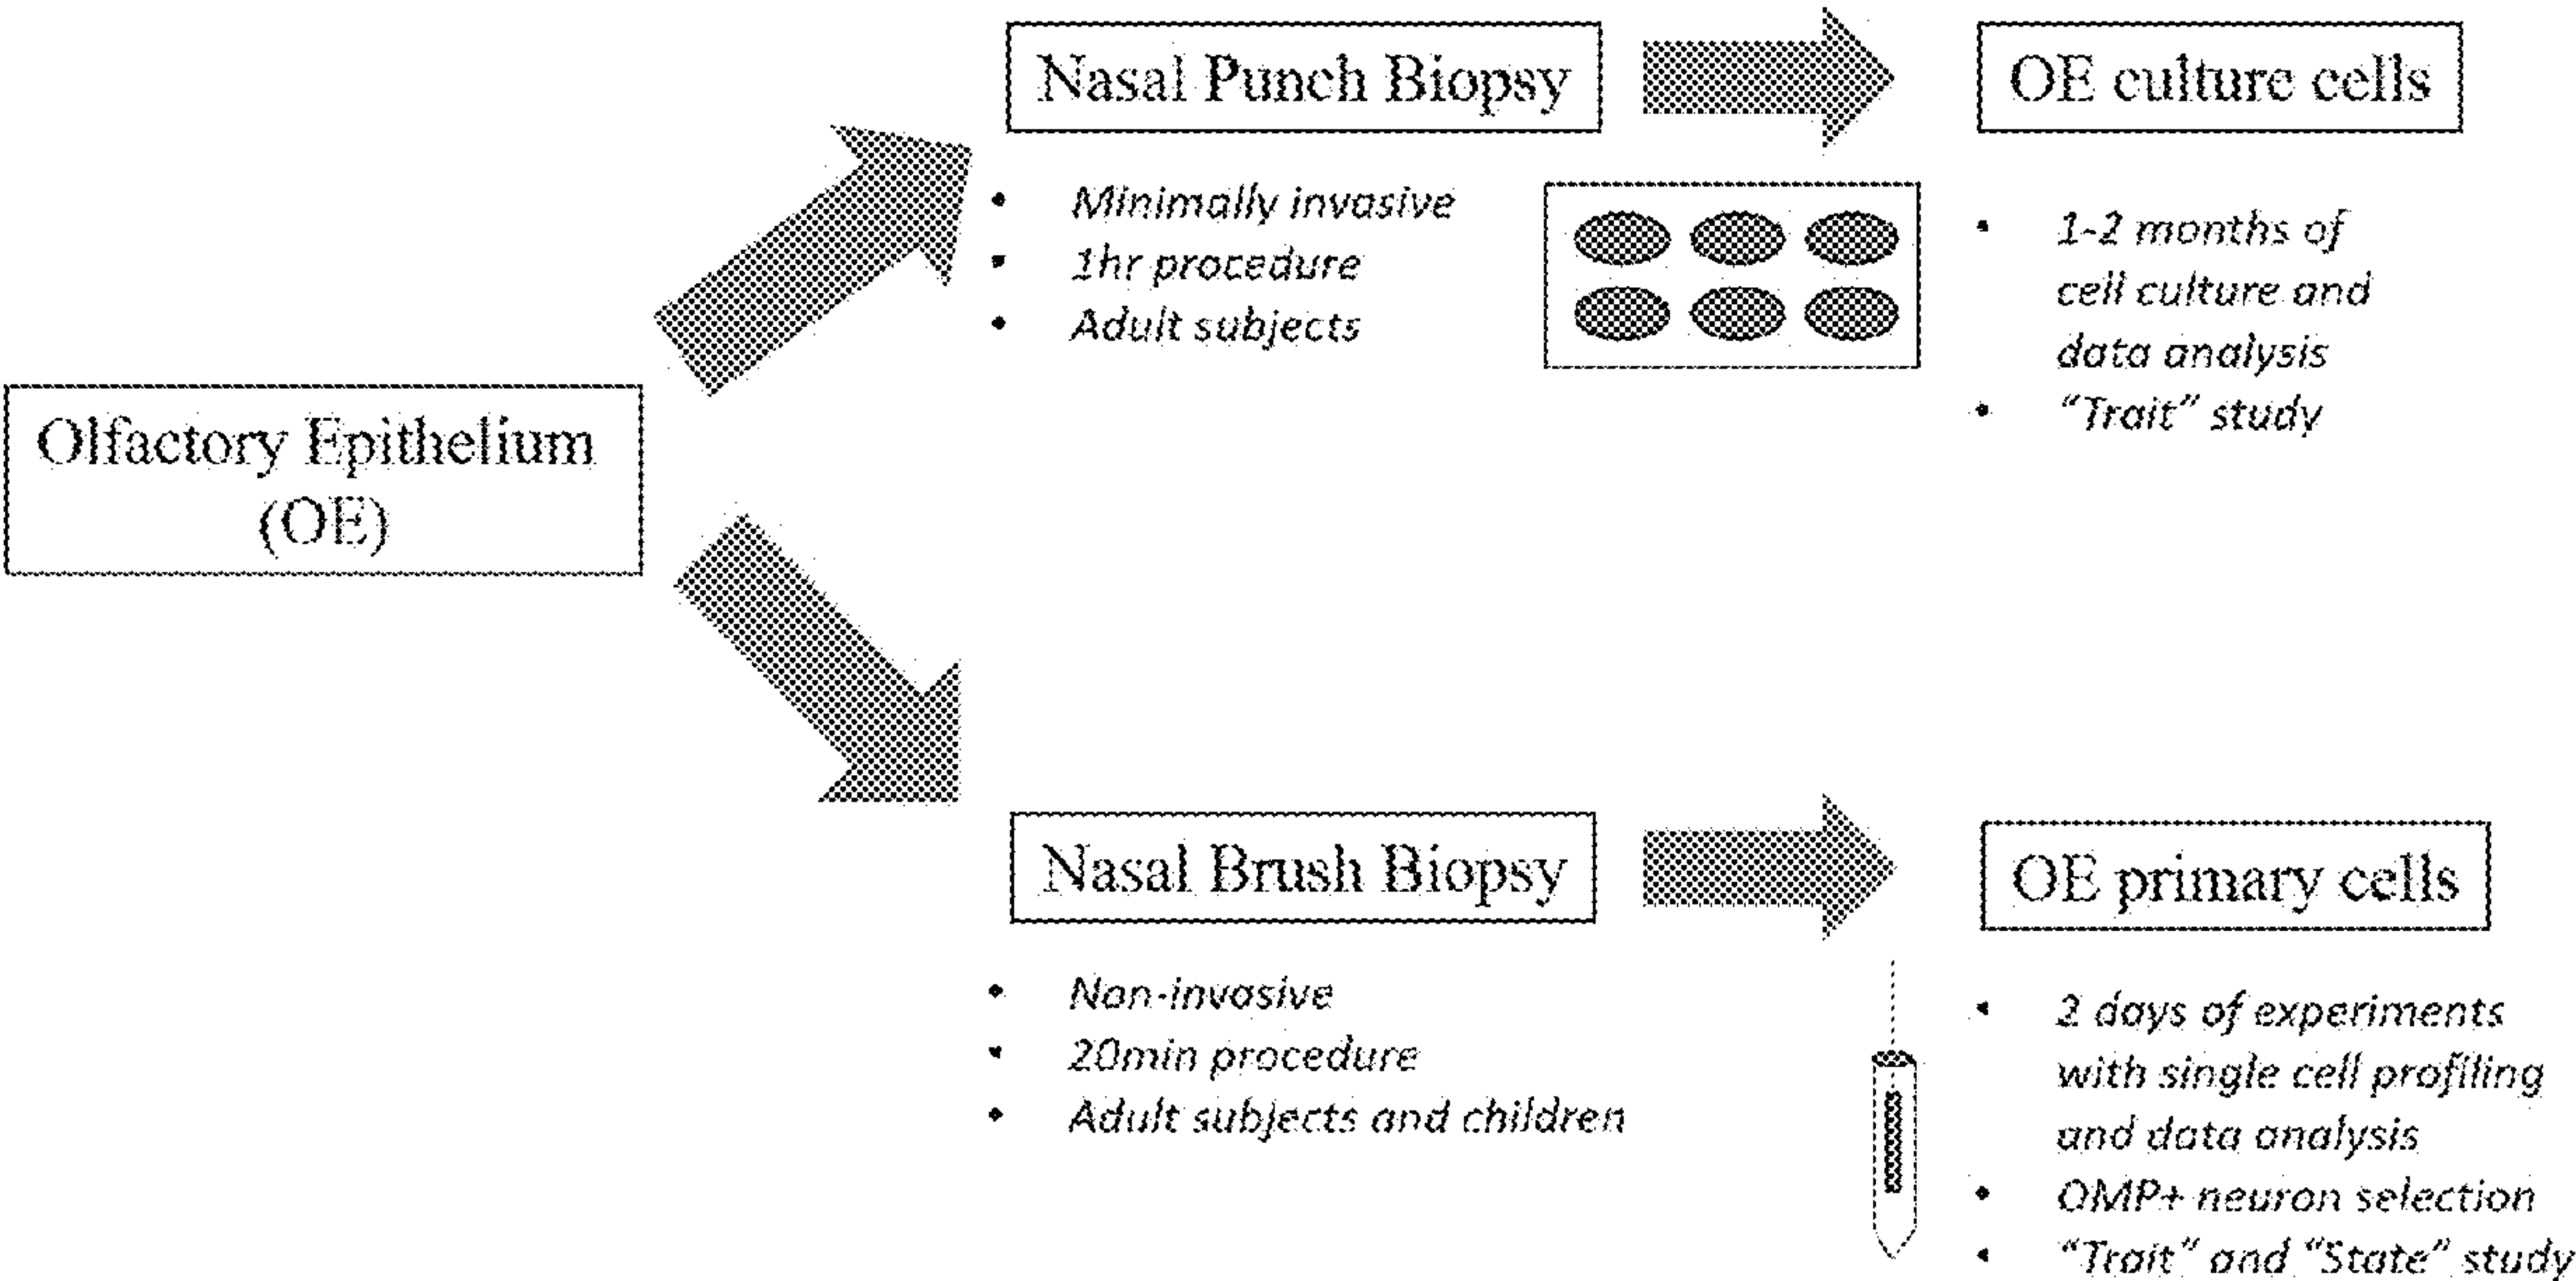 Nasal Punch Biopsy
OE culture cells
• Minimally invasive
• 1hr procedure
• Adult subjects
• 1-2 months of
cell culture and
data analysis
• “Trait” study
Olfactory Epithelium
(OE)
Nasal Brush Biopsy
OE primary cells
• Non-invasive
• 20min procedure
• Adult subjects and children
• 2 days of experiments
with single cell profiling
and data analysis
• OMP+ neuron selection
• “Trait” and “State” study